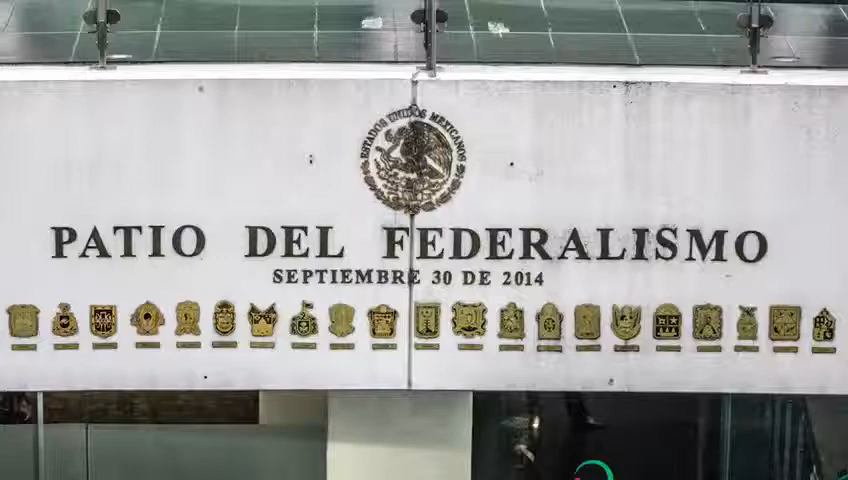 ESTADOS UNIDOS MEXICANOS
PATIO DEL FEDERALISMO
SEPTIEMBRE 30 DE 2014